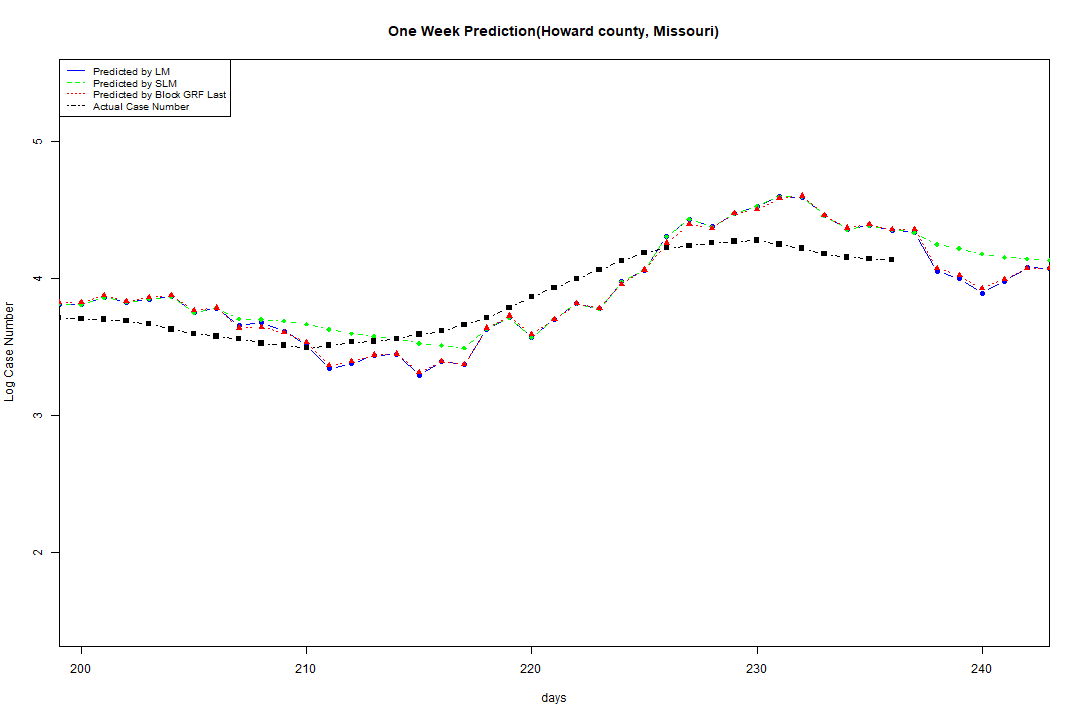 One Week Prediction(Howard county, Missouri)
Predicted by LM
Predicted by SLM
Predicted by Block GRF Last
Actual Case Number
5
4
3
2
Log Case Number
200 210 220 230 240
days